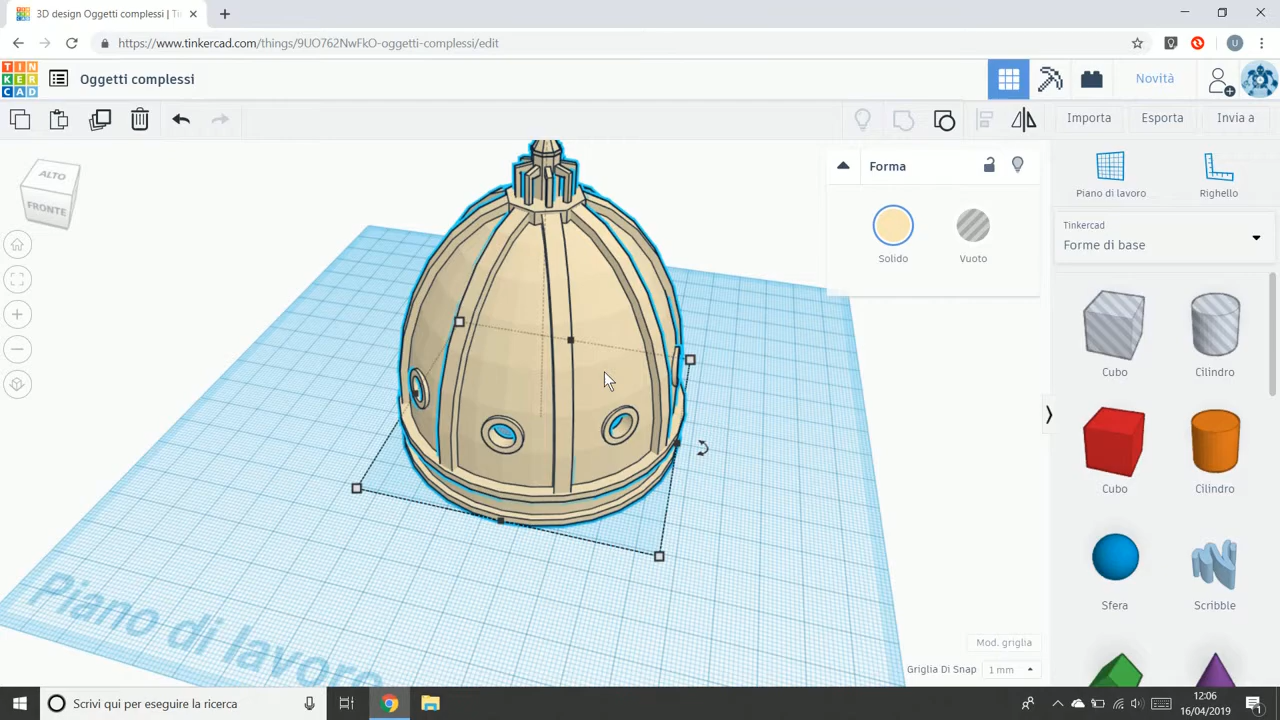 3D design Oggetti complessi | Ti
https://www.tinkercad.com/things/9UO762NwFkO-oggetti-complessi/edit
U
TIN
KER
CAD
Oggetti complessi
Novità
Importa
Esporta
Invia a
ALTO
FRONTE
Forma
Solido
Vuoto
Piano di lavoro
Righello
Tinkercad
Forme di base
Cubo
Cilindro
Cubo
Cilindro
Sfera
Scribble
Piano di lavoro
Mod. griglia
Griglia Di Snap
1 mm
Scrivi qui per eseguire la ricerca
12:06
16/04/2019
1